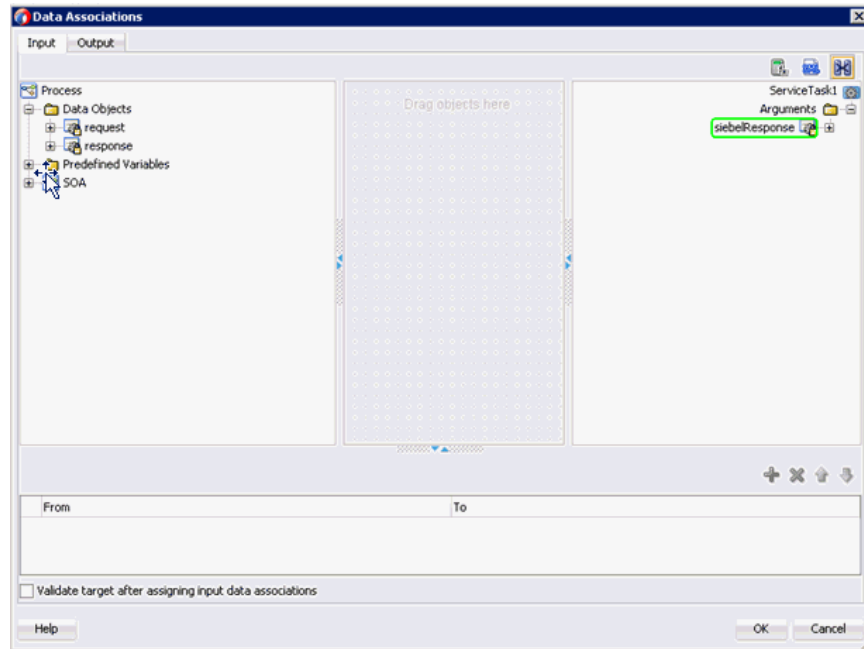 Data Associations
Input Output
Process
Data Objects
request
response
Predefined Variables
SOA
Drag objects here
ServiceTask1
Arguments
siebelResponse
From To
Validate target after assigning input data associations
Help OK Cancel